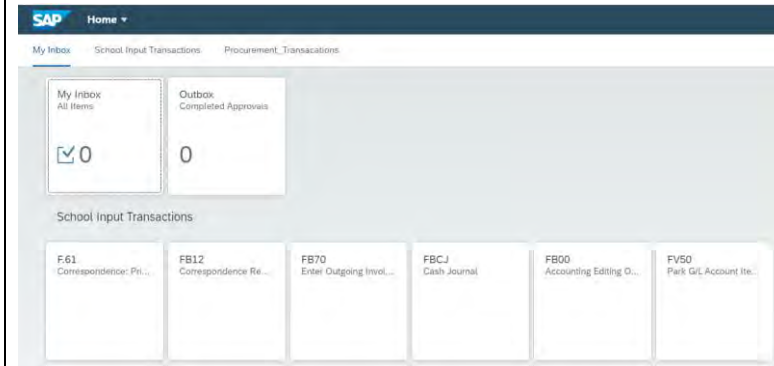 SAP Home
My Inbox School Input Transactions Procurement_Transacations
My Inbox
All Items
0
Outbox
Completed Approvals
0
School Input Transactions
F.61
Correspondence: Pri...
FB12
Correspondence Re...
FB70
Enter Outgoing Invoi...
FBCJ
Cash Journal
FB00
Accounting Editing O...
FV50
Park G/L Account Ite...